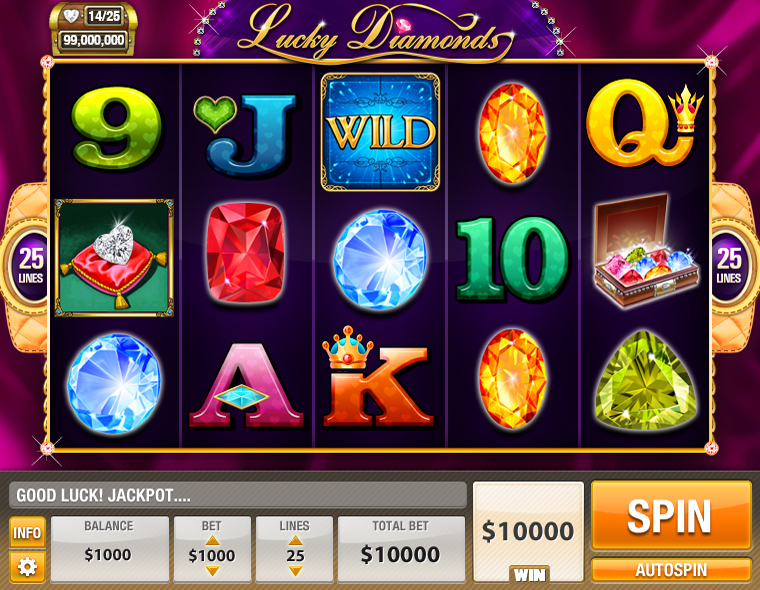 14/25
99,000,000
Lucky Diamonds
9
J
WILD
Q
25
LINES
10
25
LINES
A
K
GOOD LUCK! JACKPOT....
INFO
BALANCE
$1000
BET
$1000
LINES
25
TOTAL BET
$10000
$10000
WIN
SPIN
AUTOSPIN